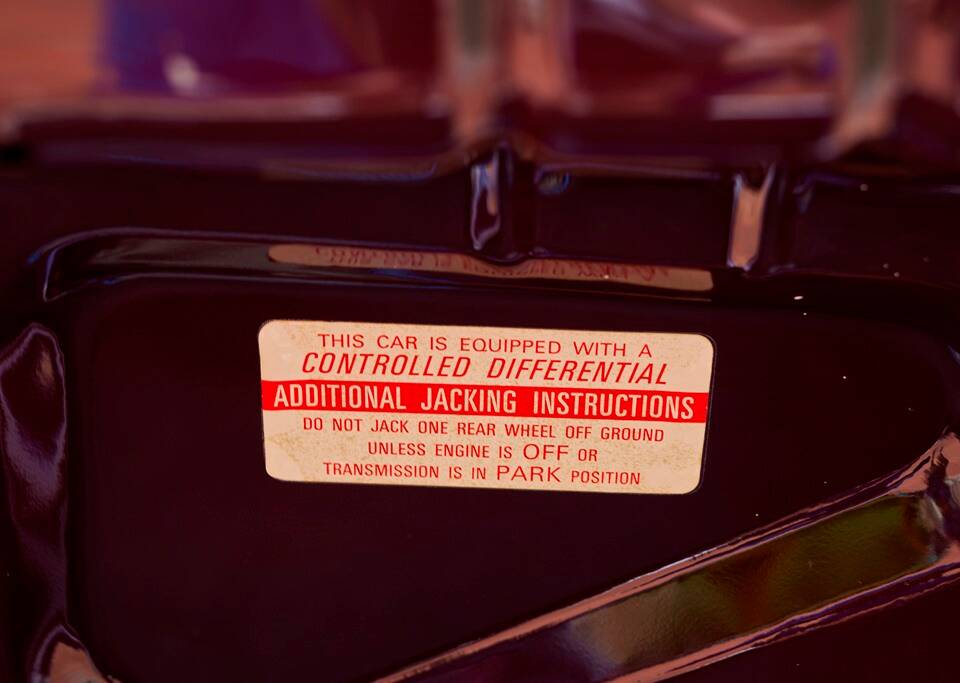 THIS CAR IS EQUIPPED WITH A
CONTROLLED DIFFERENTIAL
ADDITIONAL JACKING INSTRUCTIONS
DO NOT JACK ONE REAR WHEEL OFF GROUND
UNLESS ENGINE IS OFF OR
TRANSMISSION IS IN PARK POSITION